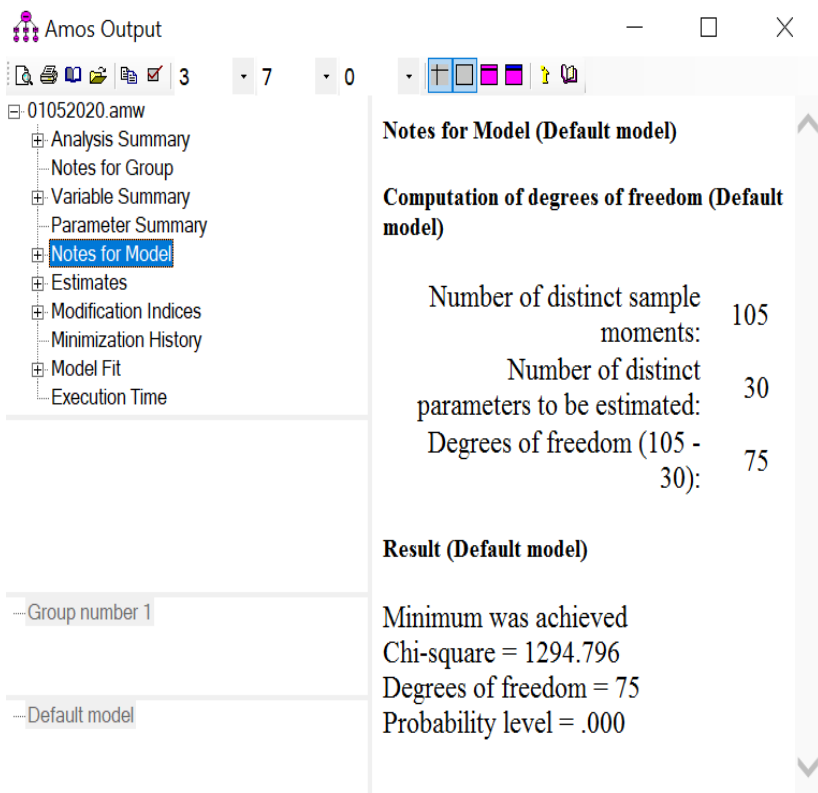 Amos Output
3 7 0
01052020.amw
Analysis Summary
Notes for Group
Variable Summary
Parameter Summary
Notes for Model
Estimates
Modification Indices
Minimization History
Model Fit
Execution Time
Group number 1
Default model
Notes for Model (Default model)
Computation of degrees of freedom (Default
model)
Number of distinct sample
moments: 105
Number of distinct
parameters to be estimated: 30
Degrees of freedom (105 -
30): 75
Result (Default model)
Minimum was achieved
Chi-square = 1294.796
Degrees of freedom = 75
Probability level = .000